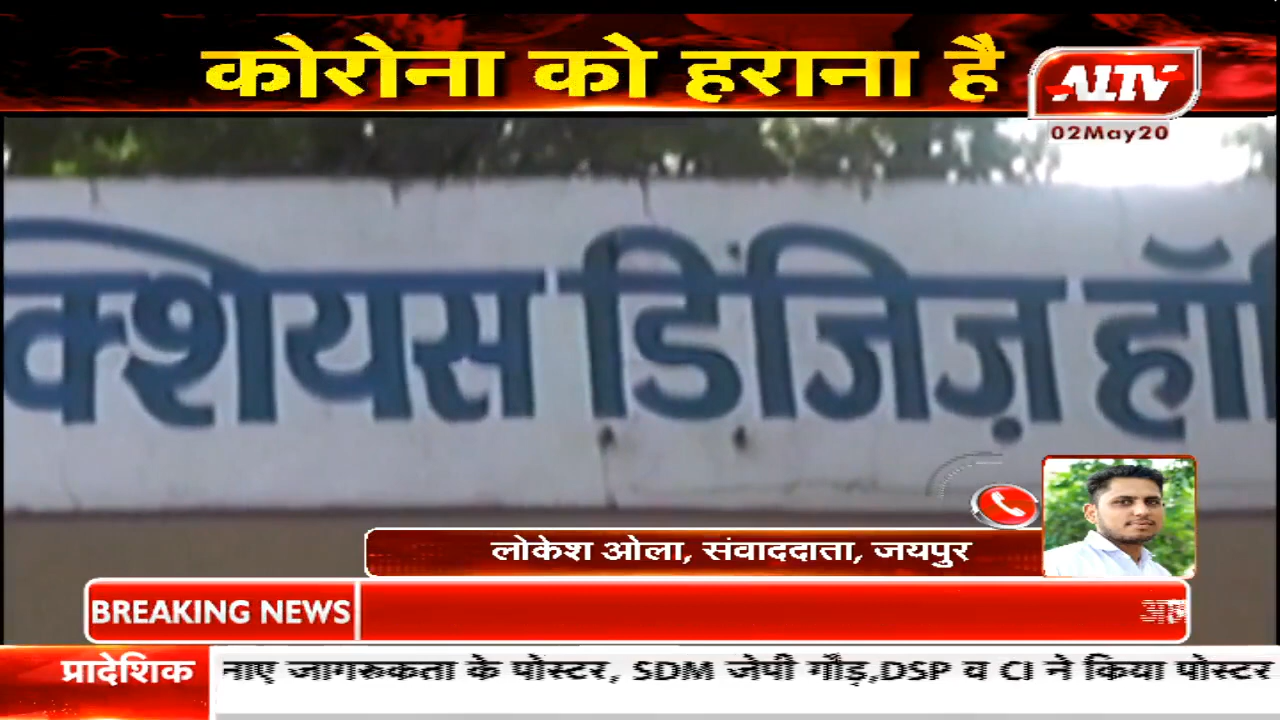 कोरोना को हराना है
ALTV
02May20
क्शियस डिंजिज़ हॉ
लोकेश ओला, संवाददाता, जयपुर
BREAKING NEWS
प्रादेशिक
नाए जागरुकता के पोस्टर, SDM जेपी गौड़,DSP व CI ने किया पोस्टर